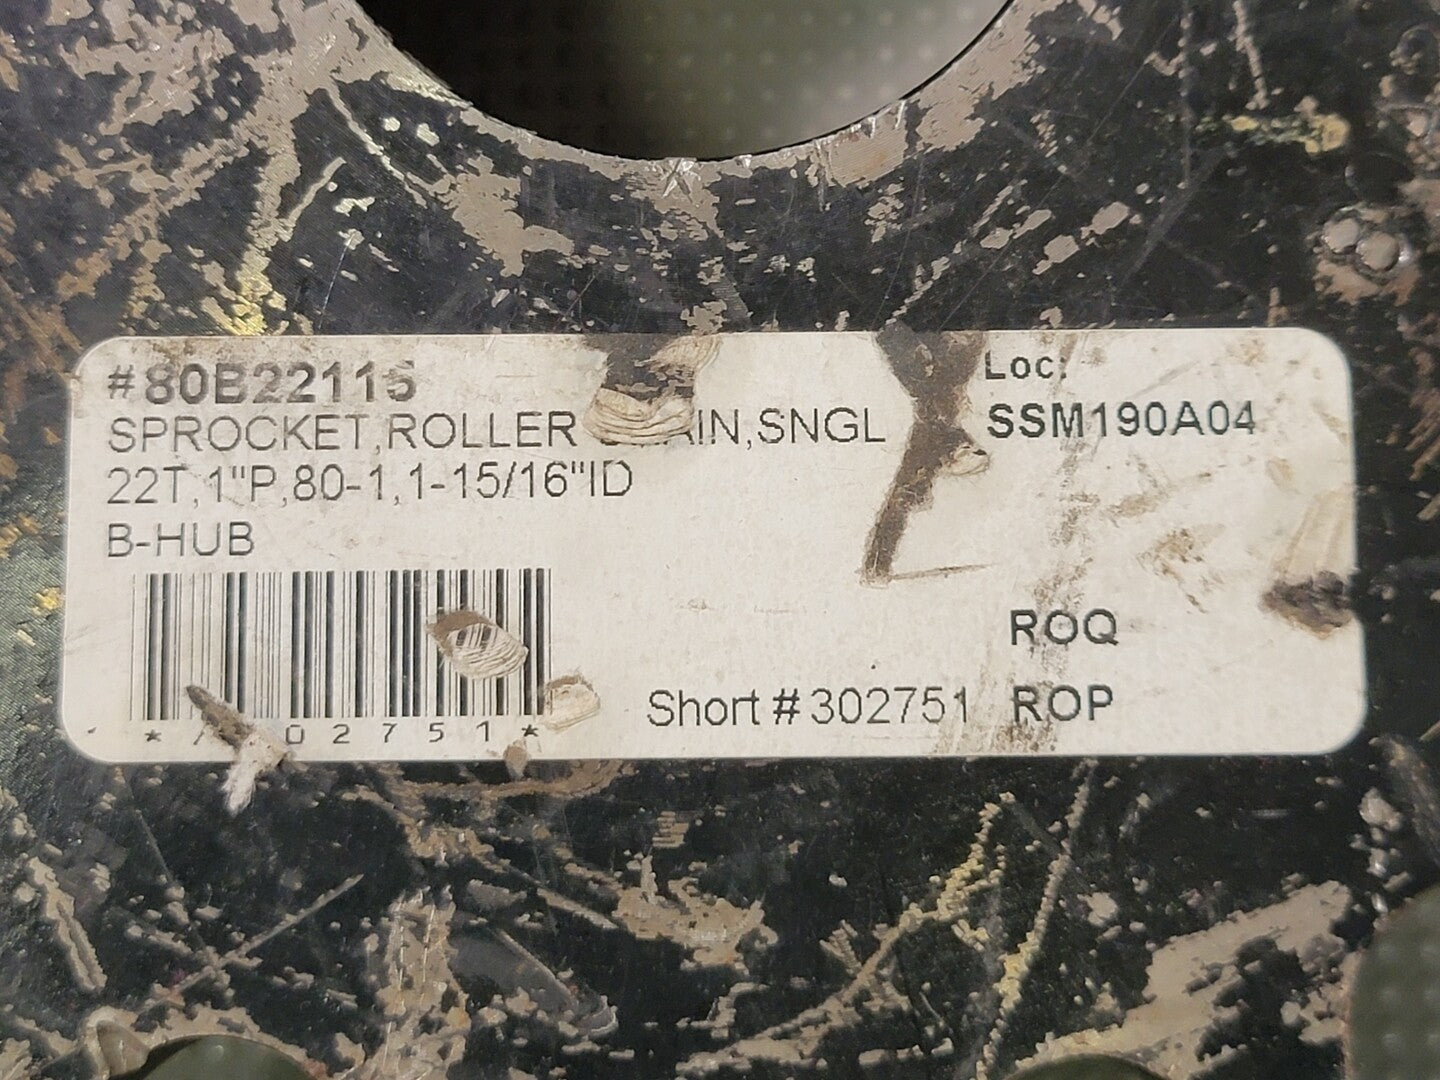 #80B22115
SPROCKET,ROLLER CHAIN,SNGL
22T,1"P,80-1,1-15/16"ID
B-HUB
Loc:
SSM190A04
ROQ
Short #302751 ROP
02751*